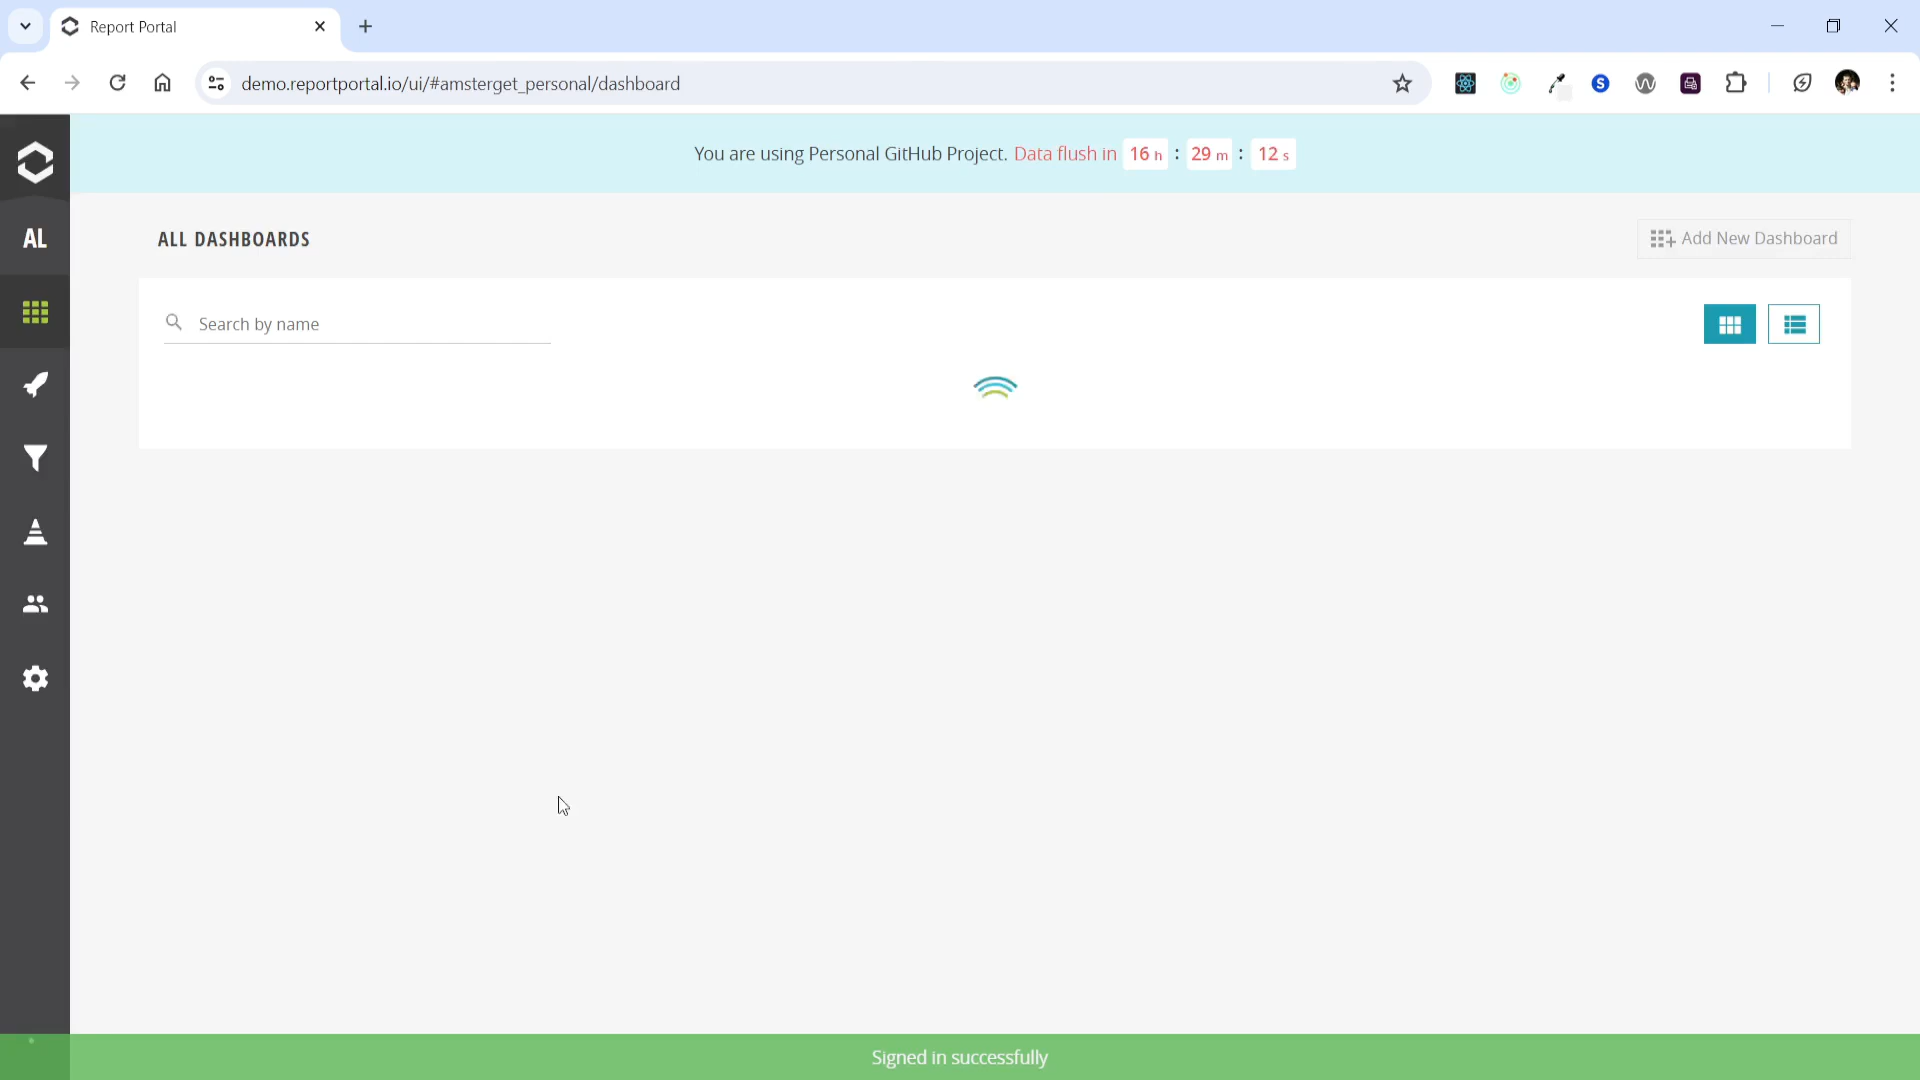 Report Portal
demo.reportportal.io/ui/#amsterget_personal/dashboard
S
You are using Personal GitHub Project. Data flush in 16 h : 29 m : 12 s
AL
ALL DASHBOARDS
Add New Dashboard
Search by name
Signed in successfully